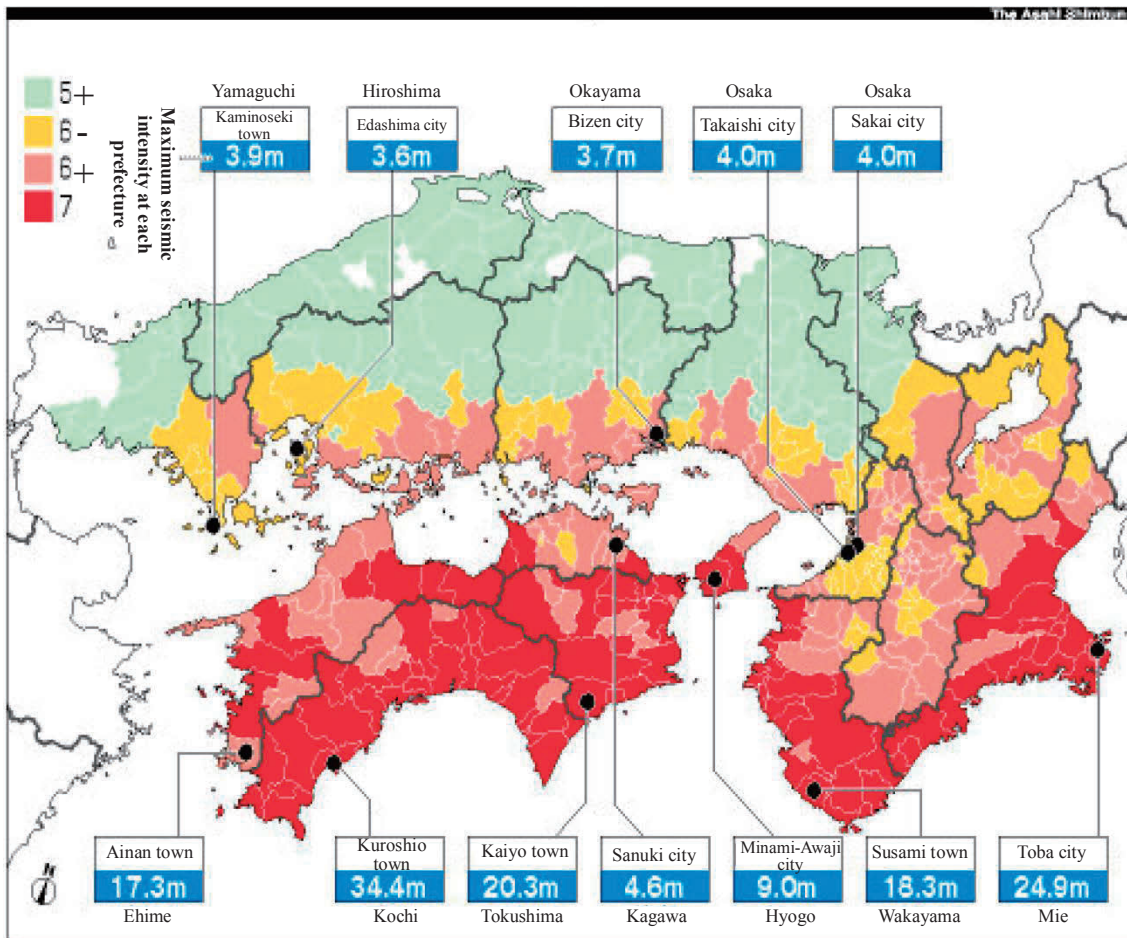 The Asahi Shimbun
5+
6-
6+
7
Maximum seismic
intensity at each
prefecture
Yamaguchi
Kaminoseki
town
3.9m
Hiroshima
Edashima city
3.6m
Okayama
Bizen city
3.7m
Osaka
Takaishi city
4.0m
Osaka
Sakai city
4.0m
N
Ainan town
17.3m
Ehime
Kuroshio
town
34.4m
Kochi
Kaiyo town
20.3m
Tokushima
Sanuki city
4.6m
Kagawa
Minami-Awaji
city
9.0m
Hyogo
Susami town
18.3m
Wakayama
Toba city
24.9m
Mie